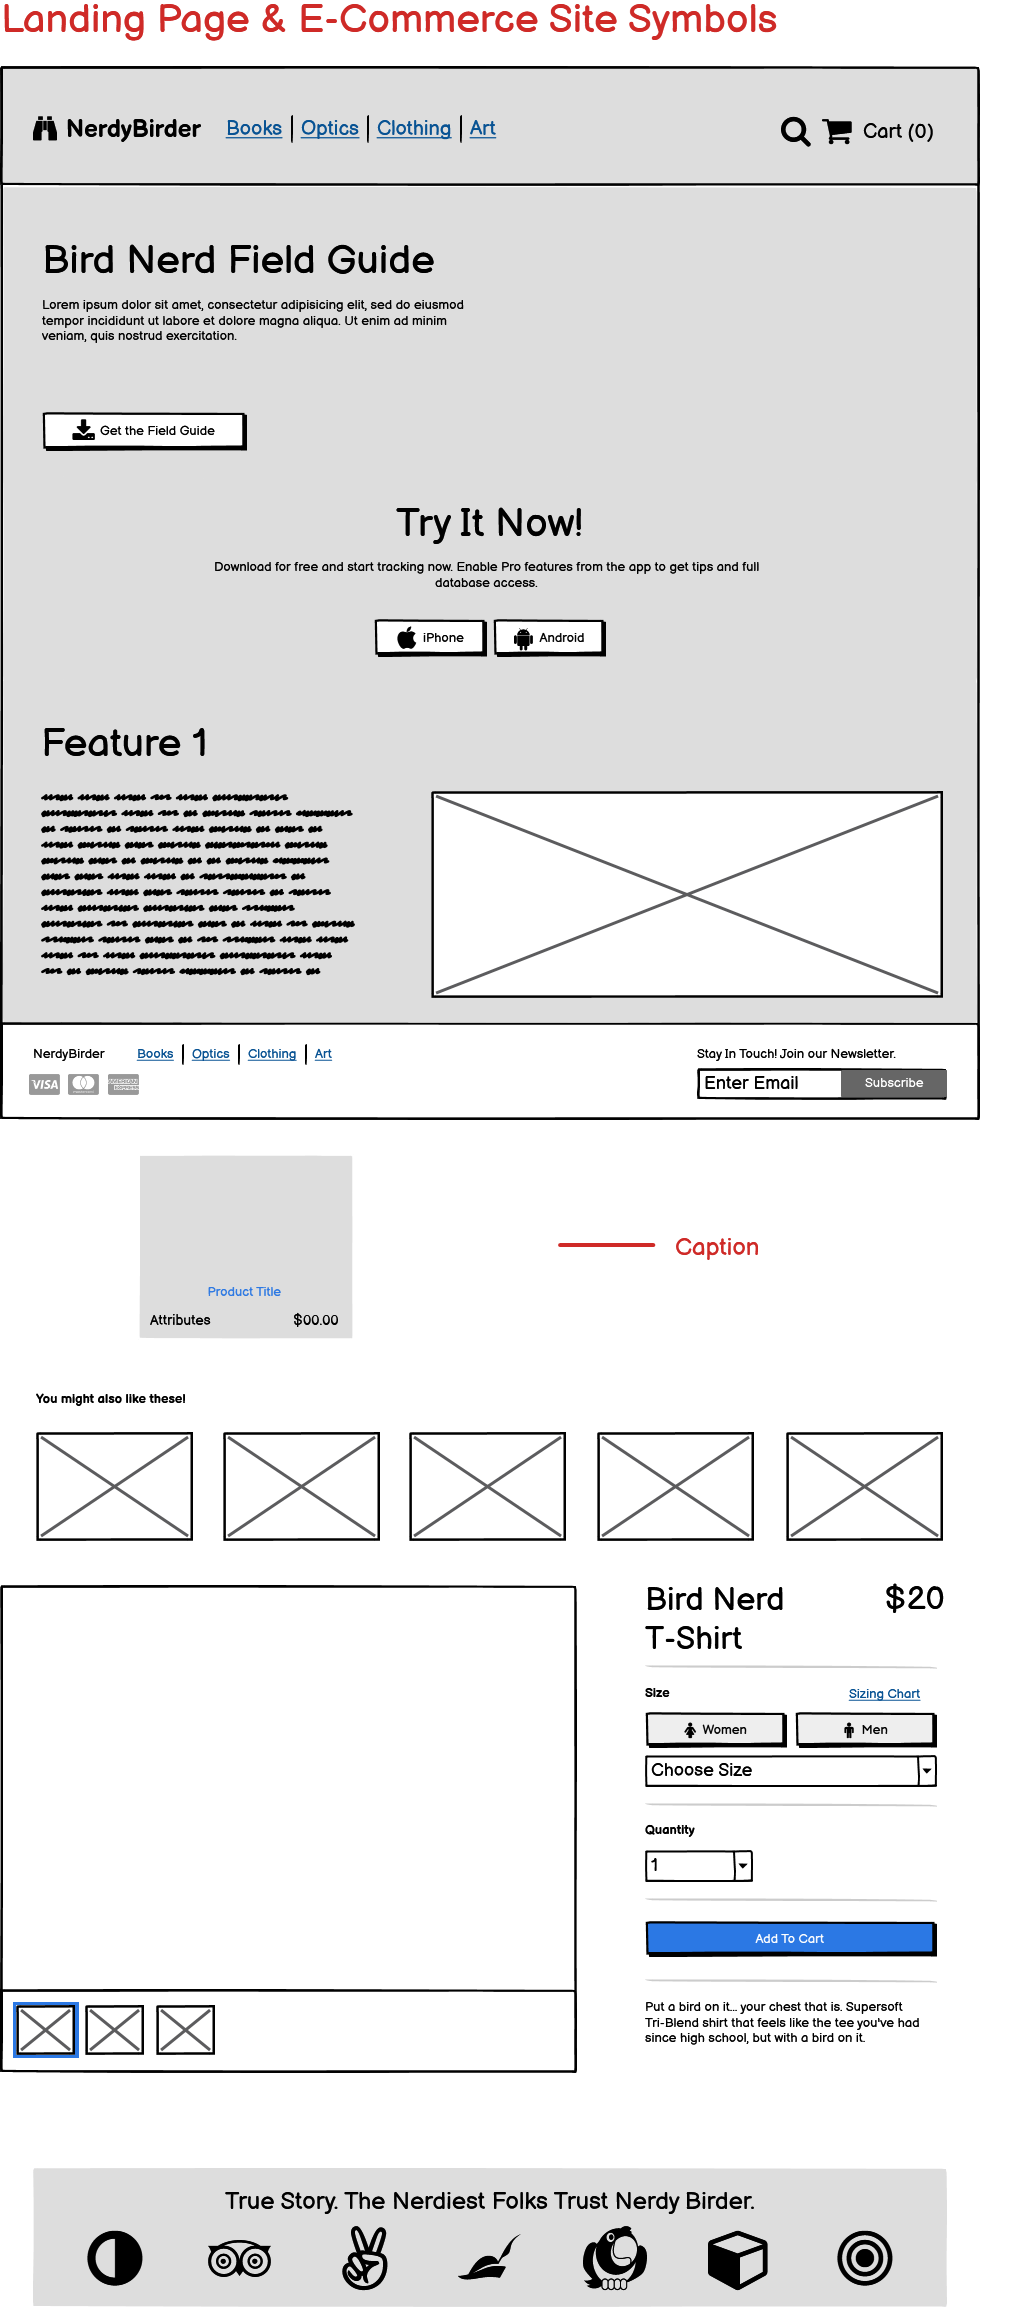 Landing Page & E-Commerce Site Symbols
NerdyBirder Books Optics Clothing Art Cart (0)
Bird Nerd Field Guide
Lorem ipsum dolor sit amet, consectetur adipisicing elit, sed do eiusmod
tempor incididunt ut labore et dolore magna aliqua. Ut enim ad minim
veniam, quis nostrud exercitation.
Get the Field Guide
Try It Now!
Download for free and start tracking now. Enable Pro features from the app to get tips and full
database access.
iPhone Android
Feature 1
NerdyBirder Books Optics Clothing Art
VISA
AMERICAN EXPRESS
Stay In Touch! Join our Newsletter.
Enter Email Subscribe
Product Title
Attributes $00.00
Caption
You might also like these!
Bird Nerd $20
T-Shirt
Size Sizing Chart
Women Men
Choose Size
Quantity
1
Add To Cart
Put a bird on it... your chest that is. Supersoft
Tri-Blend shirt that feels like the tee you've had
since high school, but with a bird on it.
True Story. The Nerdiest Folks Trust Nerdy Birder.